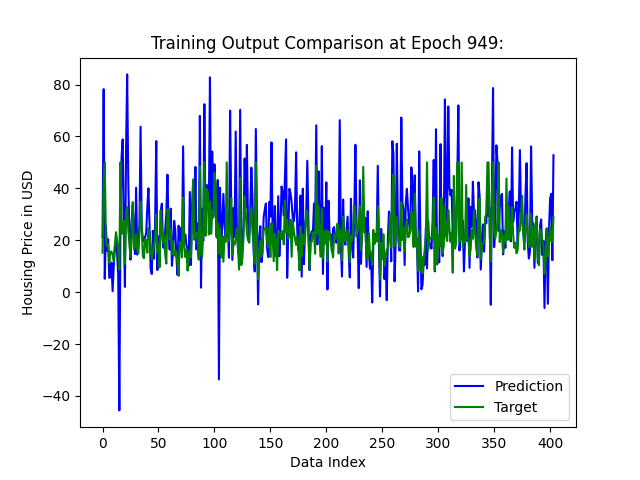 Training Output Comparison at Epoch 949:
Housing Price in USD
80
60
40
20
0
−20
−40
0 50 100 150 200 250 300 350 400
Data Index
Prediction
Target